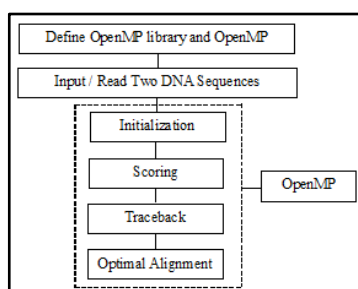 Define OpenMP library and OpenMP
Input / Read Two DNA Sequences
Initialization
Scoring
OpenMP
Traceback
Optimal Alignment